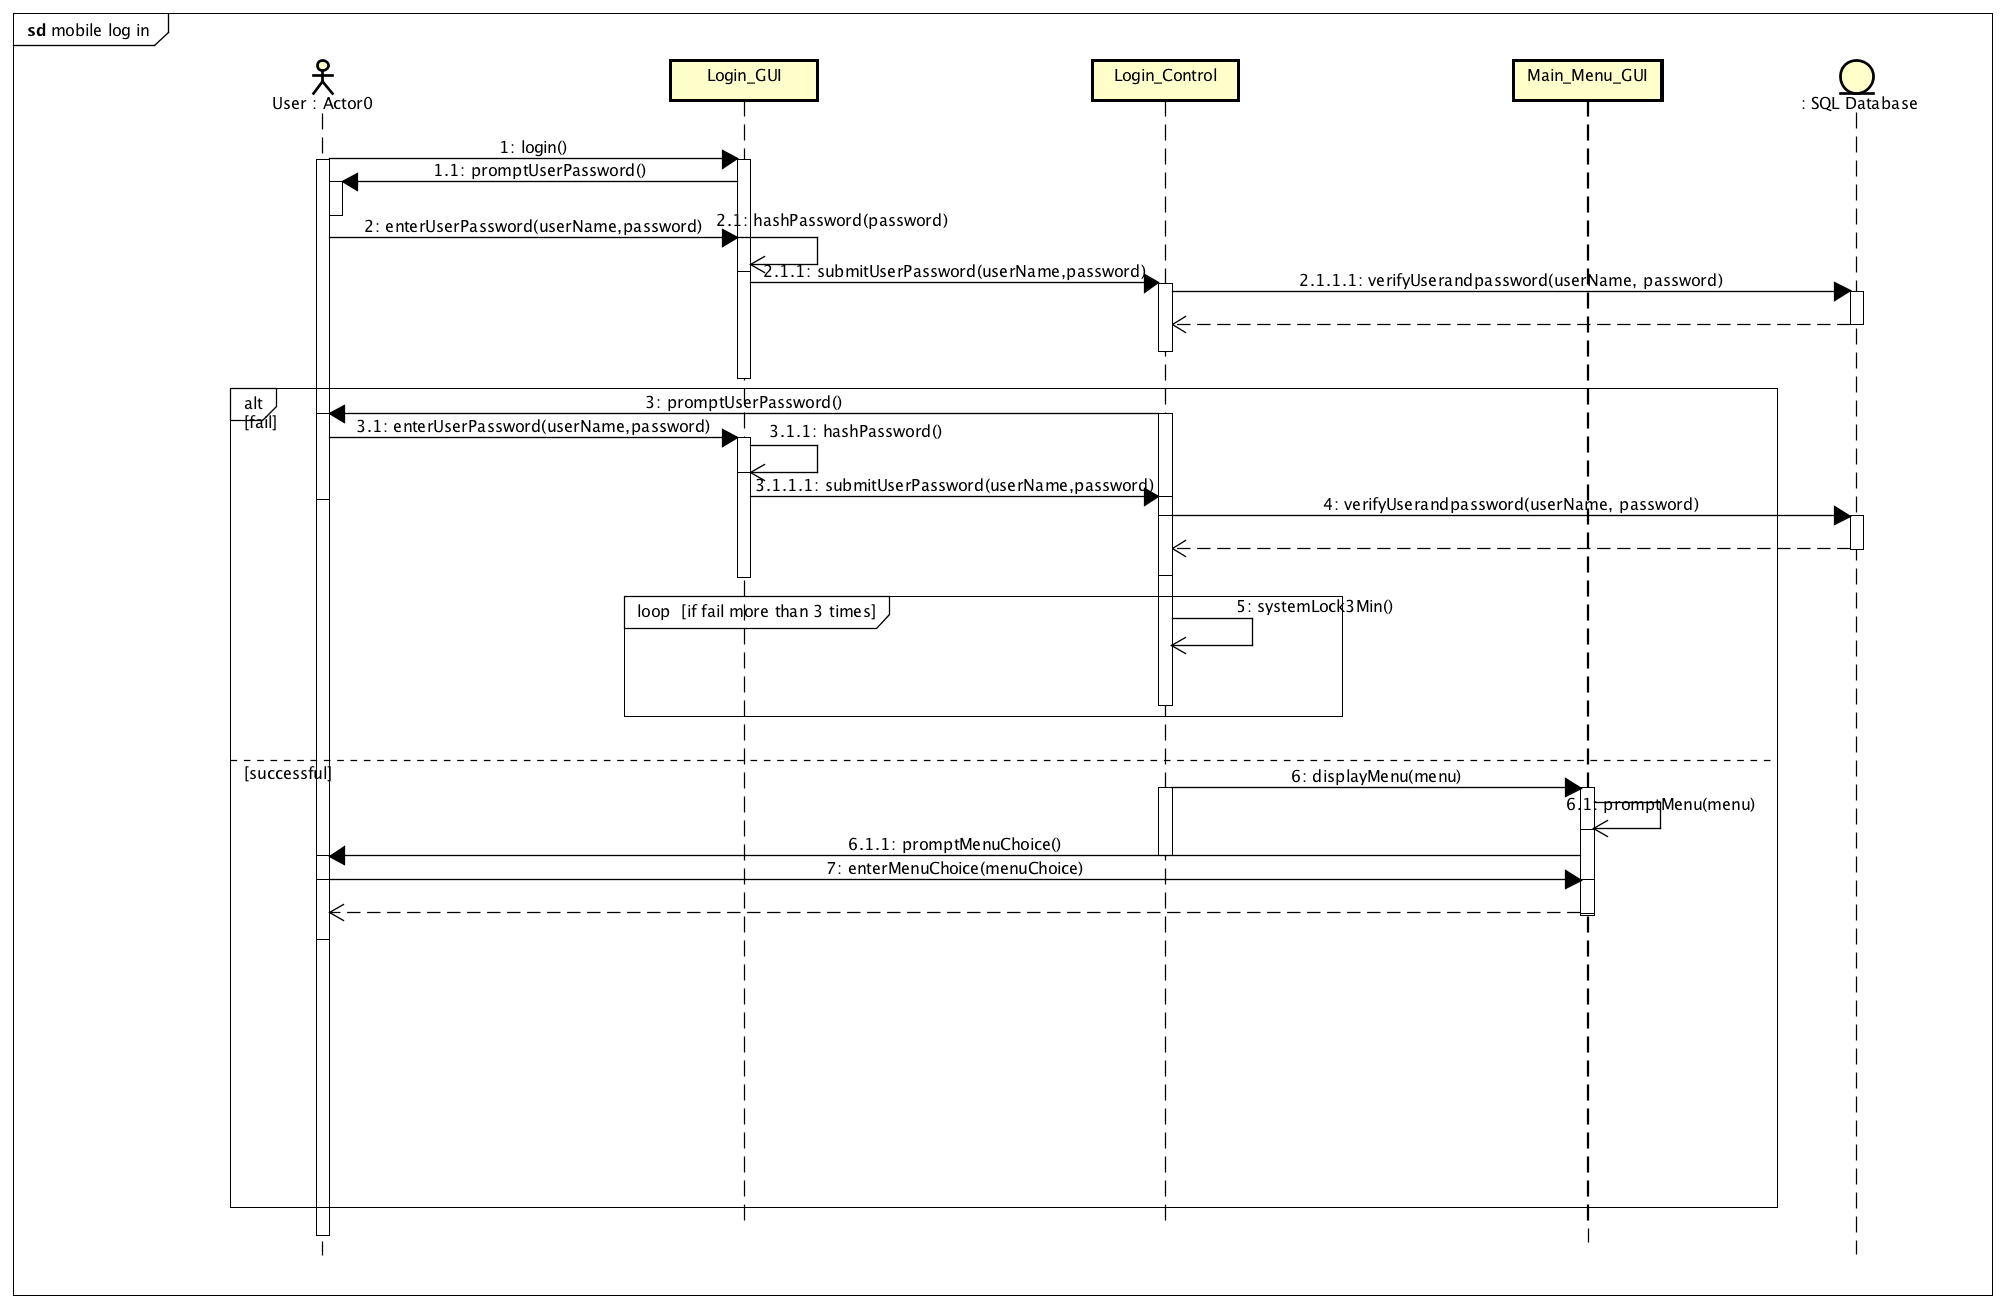 sd mobile log in
User : Actor0
Login_GUI
Login_Control
Main_Menu_GUI
: SQL Database
1: login()
1.1: promptUserPassword()
2: enterUserPassword(userName,password)
2.1: hashPassword(password)
2.1.1: submitUserPassword(userName,password)
2.1.1.1: verifyUserandpassword(userName, password)
alt
[fail]
3: promptUserPassword()
3.1: enterUserPassword(userName,password)
3.1.1: hashPassword()
3.1.1.1: submitUserPassword(userName,password)
4: verifyUserandpassword(userName, password)
loop [if fail more than 3 times]
5: systemLock3Min()
[successful]
6: displayMenu(menu)
6.1: promptMenu(menu)
6.1.1: promptMenuChoice()
7: enterMenuChoice(menuChoice)